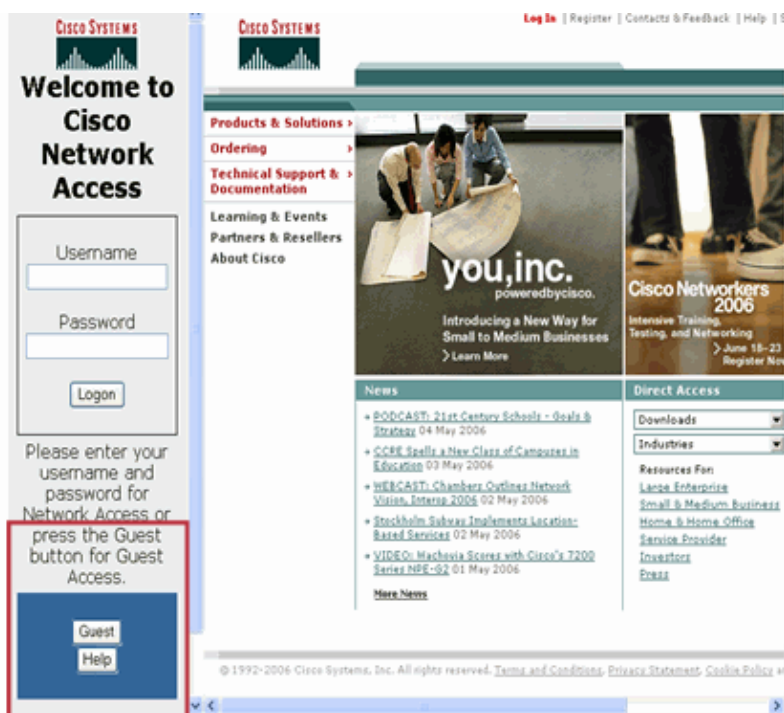 CISCO SYSTEMS
Welcome to
Cisco
Network
Access
Username
Password
Logon
Please enter your
username and
password for
Network Access or
press the Guest
button for Guest
Access.
Guest
Help
CISCO SYSTEMS
Log In | Register | Contacts & Feedback | Help |
Products & Solutions
Ordering
Technical Support &
Documentation
Learning & Events
Partners & Resellers
About Cisco
you,inc.
poweredbycisco.
Introducing a New Way for
Small to Medium Businesses
Learn More
Cisco Networkers
2006
Intensive Training,
Testing, and Networking
June 18-23
Register
News
PODCAST: 21st Century Schools - Goals &
Strategy 04 May 2006
CCRE Spells a New Class of Campuses in
Education 03 May 2006
WEBCAST: Chambers Outlines Network
Vision, Interop 2006 02 May 2006
Stockholm Subway Implements Location-
Based Services 02 May 2006
VIDEO: Wachovia Scores with Cisco's 7200
Series NPE-G2 01 May 2006
More News
Direct Access
Downloads
Industries
Resources For:
Large Enterprise
Small & Medium Business
Home & Home Office
Service Provider
Investors
Press
© 1992-2006 Cisco Systems, Inc. All rights reserved. Terms and Conditions, Privacy Statement, Cookie Policy